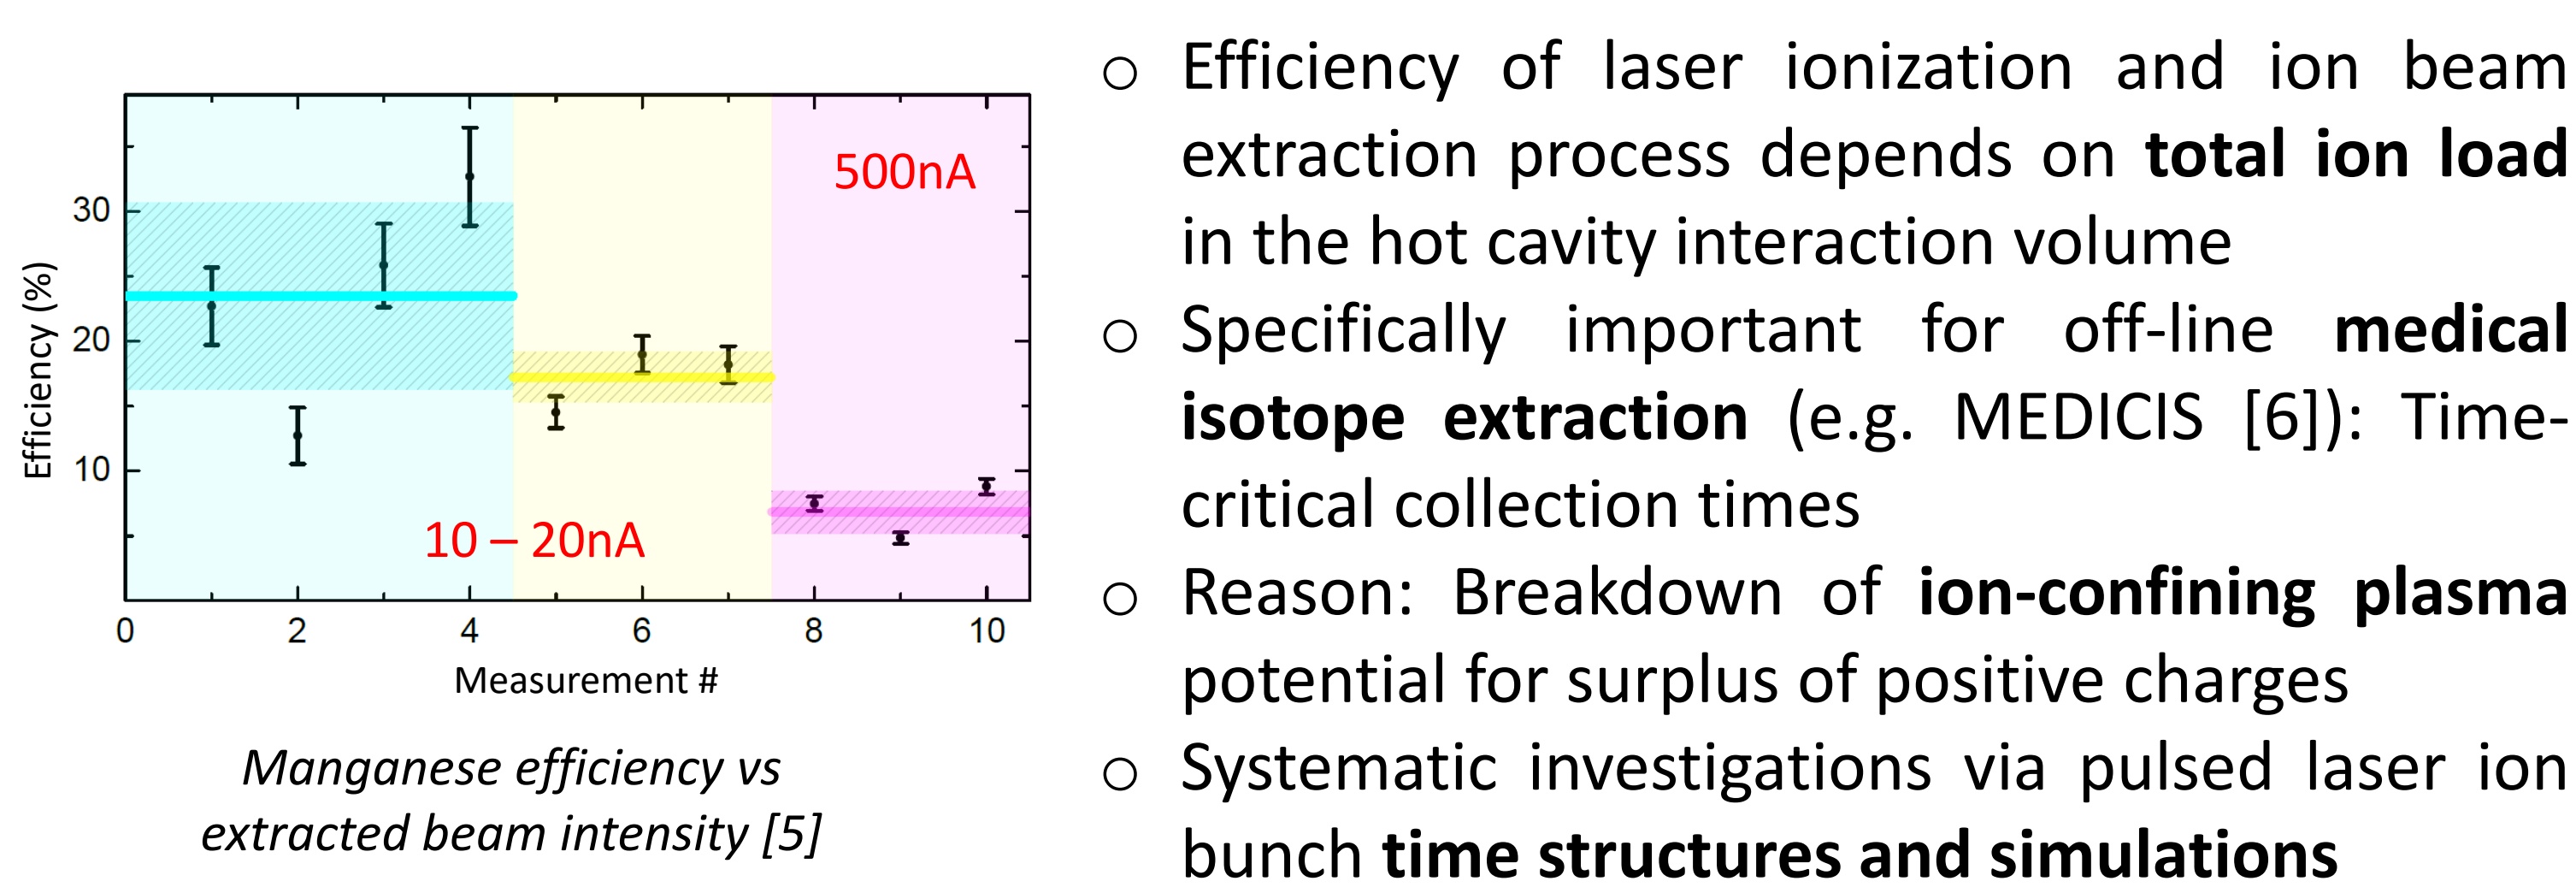 500nA
30
20
10
Efficiency (%)
10 – 20nA
0 2 4 6 8 10
Measurement #
Manganese efficiency vs
extracted beam intensity [5]
○ Efficiency of laser ionization and ion beam
extraction process depends on total ion load
in the hot cavity interaction volume
○ Specifically important for off-line medical
isotope extraction (e.g. MEDICIS [6]): Time-
critical collection times
○ Reason: Breakdown of ion-confining plasma
potential for surplus of positive charges
○ Systematic investigations via pulsed laser ion
bunch time structures and simulations